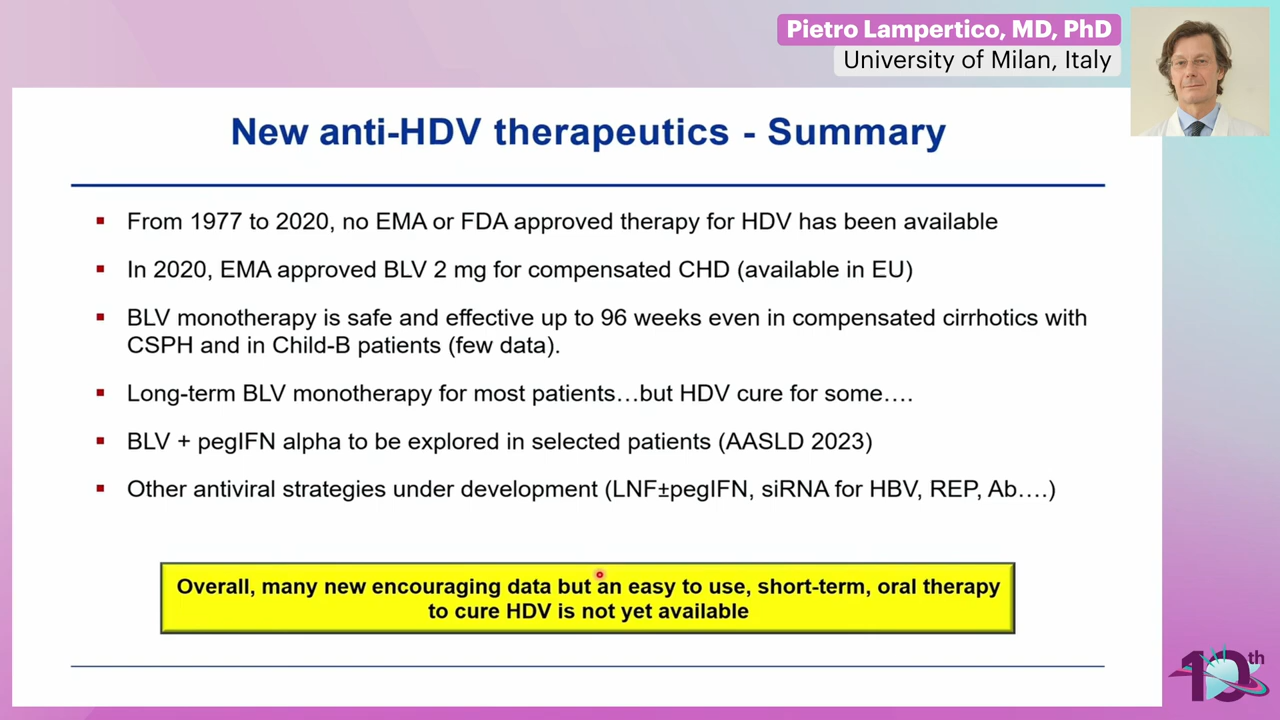 Pietro Lampertico, MD, PhD
University of Milan, Italy
New anti-HDV therapeutics - Summary
▪ From 1977 to 2020, no EMA or FDA approved therapy for HDV has been available
▪ In 2020, EMA approved BLV 2 mg for compensated CHD (available in EU)
▪ BLV monotherapy is safe and effective up to 96 weeks even in compensated cirrhotics with
CSPH and in Child-B patients (few data).
▪ Long-term BLV monotherapy for most patients…but HDV cure for some….
▪ BLV + pegIFN alpha to be explored in selected patients (AASLD 2023)
▪ Other antiviral strategies under development (LNF±pegIFN, siRNA for HBV, REP, Ab….)
Overall, many new encouraging data but an easy to use, short-term, oral therapy
to cure HDV is not yet available
10th